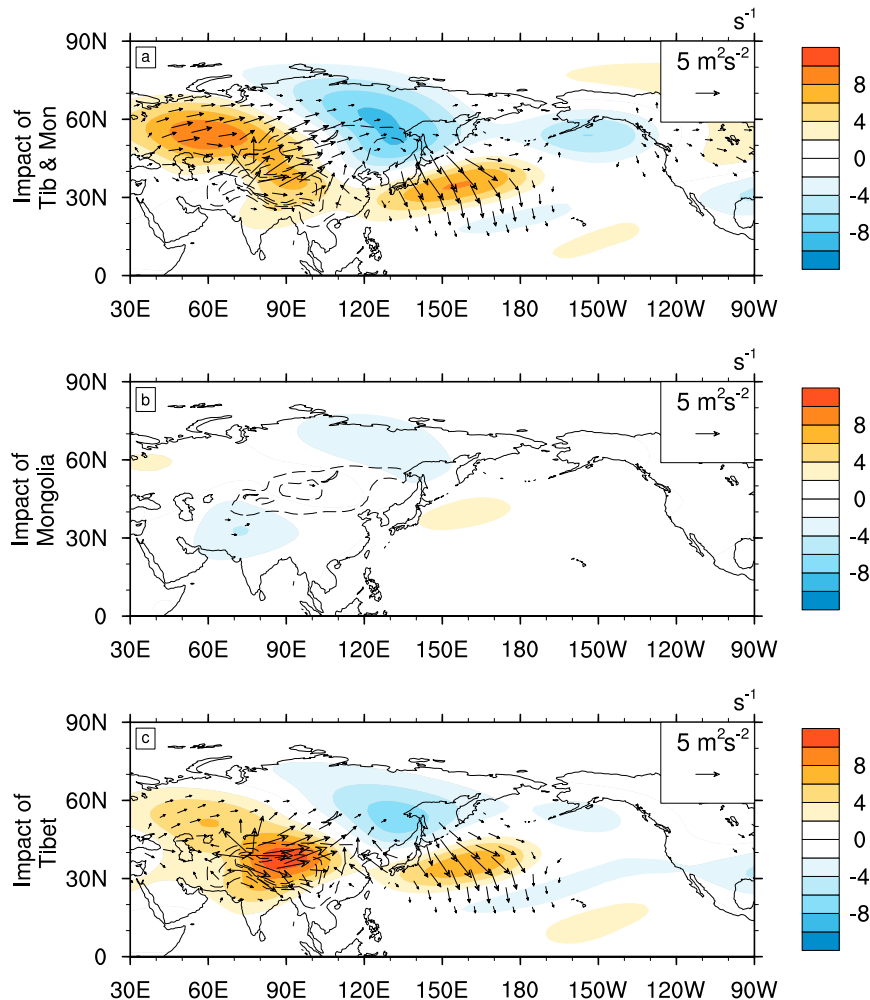 s⁻¹
90N
a
5 m²s⁻²
8
60N
4
Impact of
Tib & Mon
0
30N
-4
-8
0
30E 60E 90E 120E 150E 180 150W 120W 90W
s⁻¹
90N
b
5 m²s⁻²
8
60N
4
Impact of
Mongolia
0
30N
-4
-8
0
30E 60E 90E 120E 150E 180 150W 120W 90W
s⁻¹
90N
c
5 m²s⁻²
8
60N
4
Impact of
Tibet
0
30N
-4
-8
0
30E 60E 90E 120E 150E 180 150W 120W 90W